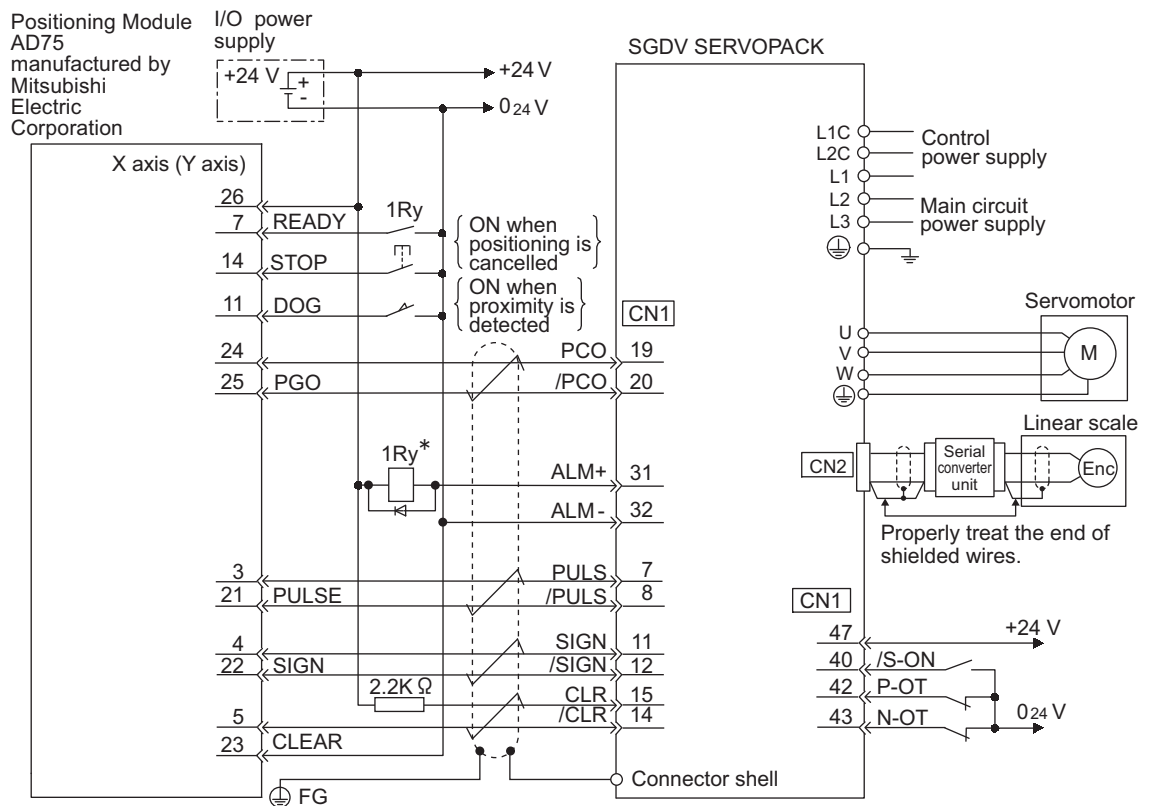 Positioning Module
AD75
manufactured by
Mitsubishi
Electric
Corporation
I/O power
supply
+24 V
+
-
+24 V
0 24 V
SGDV SERVOPACK
X axis (Y axis)
26
7 READY
1Ry
ON when
positioning is
cancelled
14 STOP
ON when
proximity is
detected
11 DOG
24
25 PGO
PCO
/PCO
CN1
19
20
1Ry*
ALM+ 31
ALM- 32
3
21 PULSE
PULS 7
/PULS 8
4
22 SIGN
SIGN 11
/SIGN 12
2.2K Ω
CLR 15
/CLR 14
5
23 CLEAR
FG
Connector shell
L1C
L2C
Control
power supply
L1
L2
L3
Main circuit
power supply
Servomotor
U
V
W
M
Linear scale
CN2
Serial
converter
unit
Enc
Properly treat the end of
shielded wires.
CN1
47 +24 V
40 /S-ON
42 P-OT
43 N-OT
0 24 V